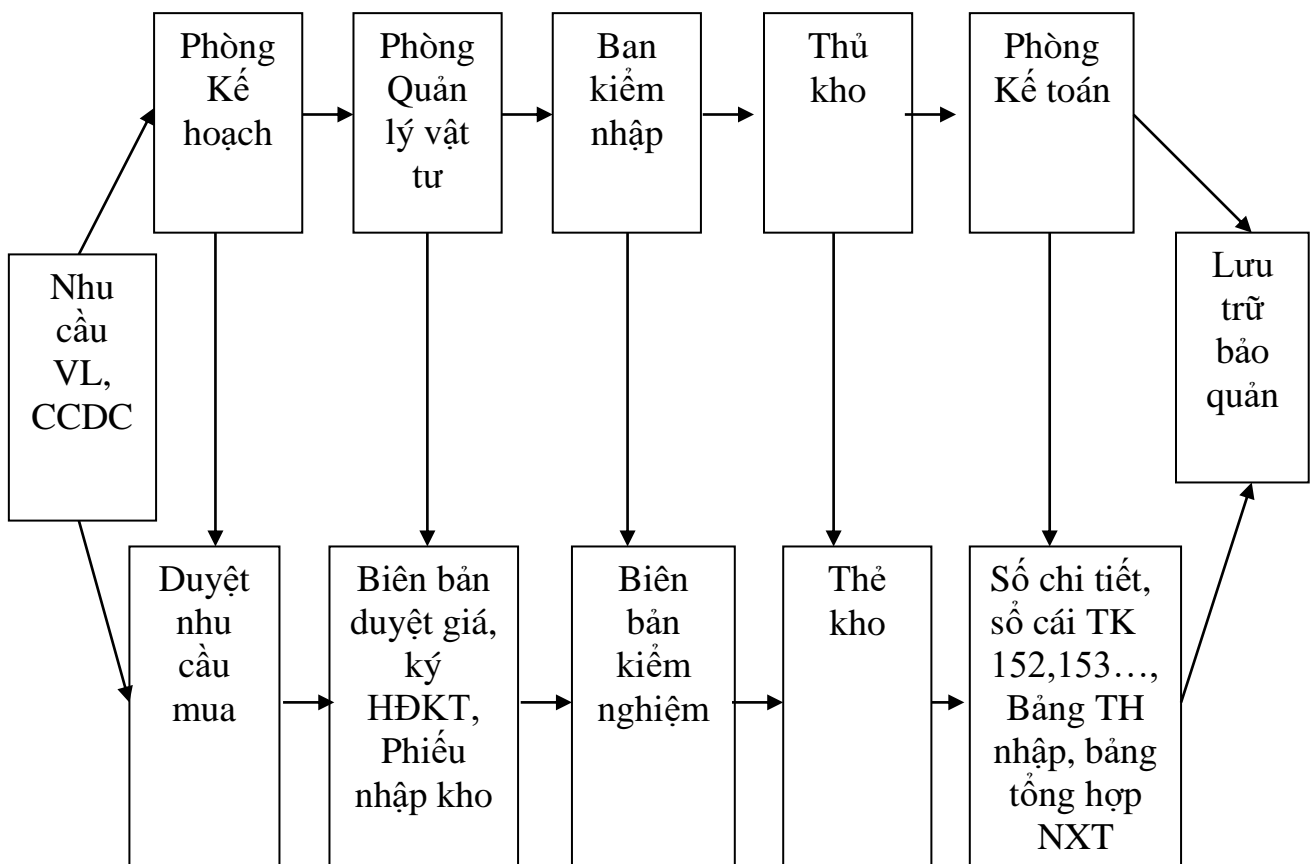 Phòng
Kế
hoạch
Phòng
Quản
lý vật
tư
Ban
kiểm
nhập
Thủ
kho
Phòng
Kế toán
Nhu
cầu
VL,
CCDC
Lưu
trữ
bảo
quản
Duyệt
nhu
cầu
mua
Biên bản
duyệt giá,
ký
HĐKT,
Phiếu
nhập kho
Biên
bản
kiểm
nghiệm
Thẻ
kho
Số chi tiết,
sổ cái TK
152,153…,
Bảng TH
nhập, bảng
tổng hợp
NXT